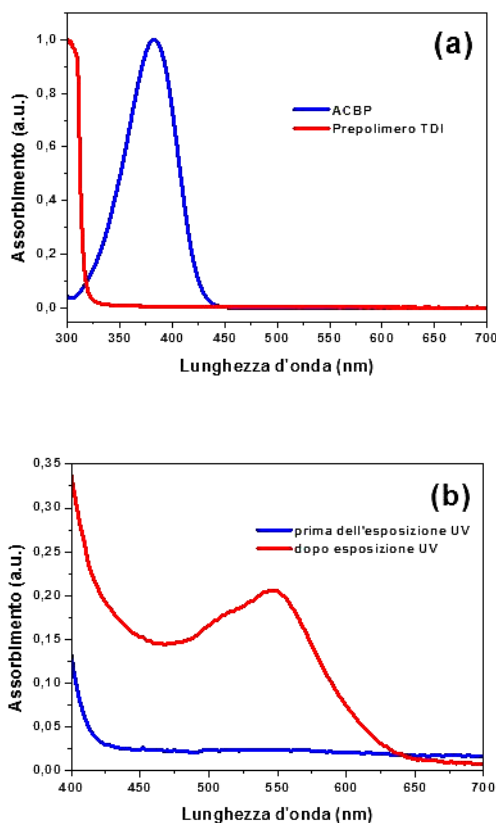 (a)
ACBP
Prepolimero TDI
Assorbimento (a.u.)
1,0
0,8
0,6
0,4
0,2
0,0
300 350 400 450 500 550 600 650 700
Lunghezza d'onda (nm)
(b)
prima dell'esposizione UV
dopo esposizione UV
Assorbimento (a.u.)
0,35
0,30
0,25
0,20
0,15
0,10
0,05
0,00
400 450 500 550 600 650 700
Lunghezza d'onda (nm)